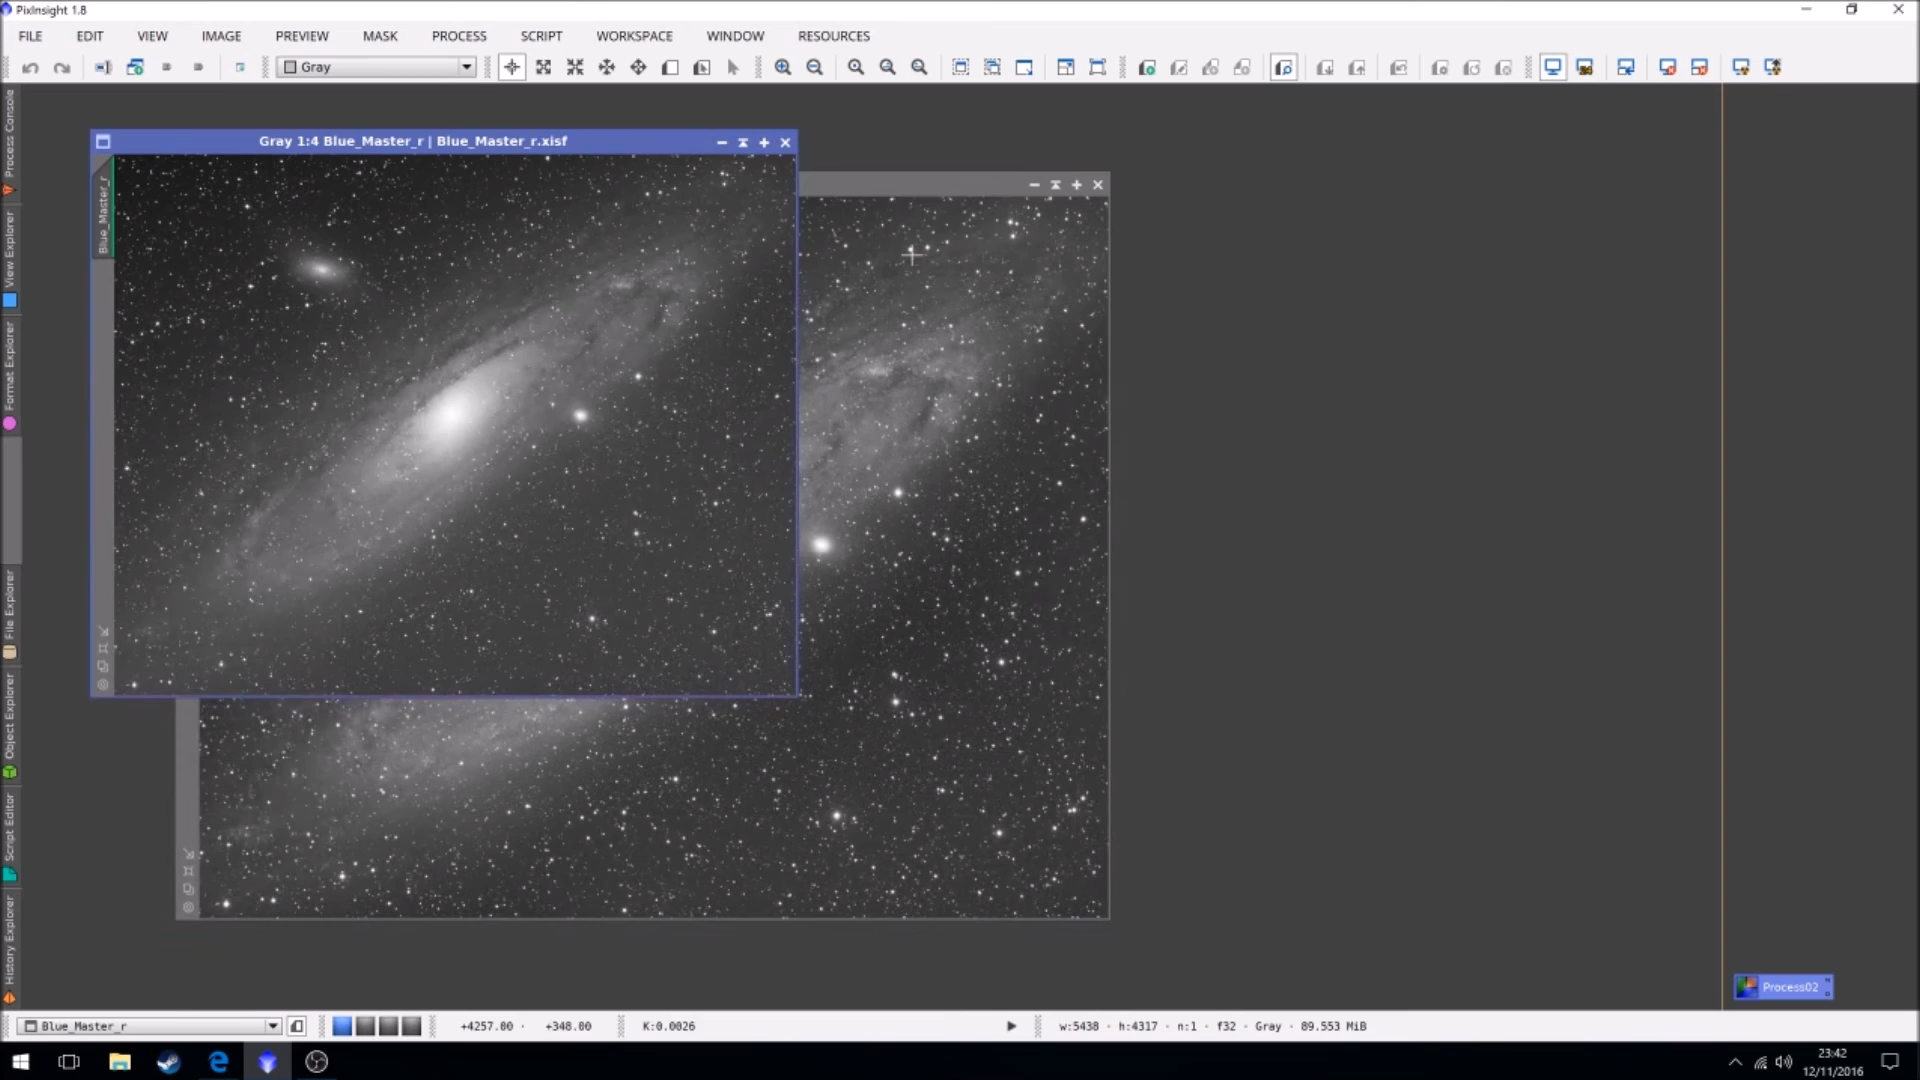 PixInsight 1.8
FILE EDIT VIEW IMAGE PREVIEW MASK PROCESS SCRIPT WORKSPACE WINDOW RESOURCES
Gray
Process Console
View Explorer
Format Explorer
File Explorer
Object Explorer
Script Editor
History Explorer
Gray 1:4 Blue_Master_r | Blue_Master_r.xisf
Blue_Master_r
Process02
Blue_Master_r
+4257.00 · +348.00
K:0.0026
w:5438 · h:4317 · n:1 · f32 · Gray · 89.553 MiB
23:42
12/11/2016